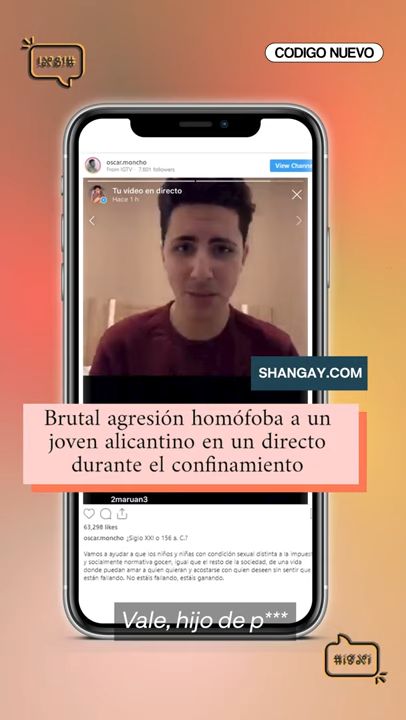 CODIGO NUEVO
oscar.moncho
From IGTV · 7.601 followers
View Channe
Tu vídeo en directo
Hace 1 h
SHANGAY.COM
Brutal agresión homófoba a un
joven alicantino en un directo
durante el confinamiento
2maruan3
63,298 likes
oscar.moncho ¿Siglo XXI o 156 a. C.?
Vamos a ayudar a que los niños y niñas con condición sexual distinta a la impuest
y socialmente normativa gocen, igual que el resto de la sociedad, de una vida
donde puedan amar a quien quieran y acostarse con quien deseen sin sentir que
están fallando. No estáis fallando, estáis ganando.
Vale, hijo de p***